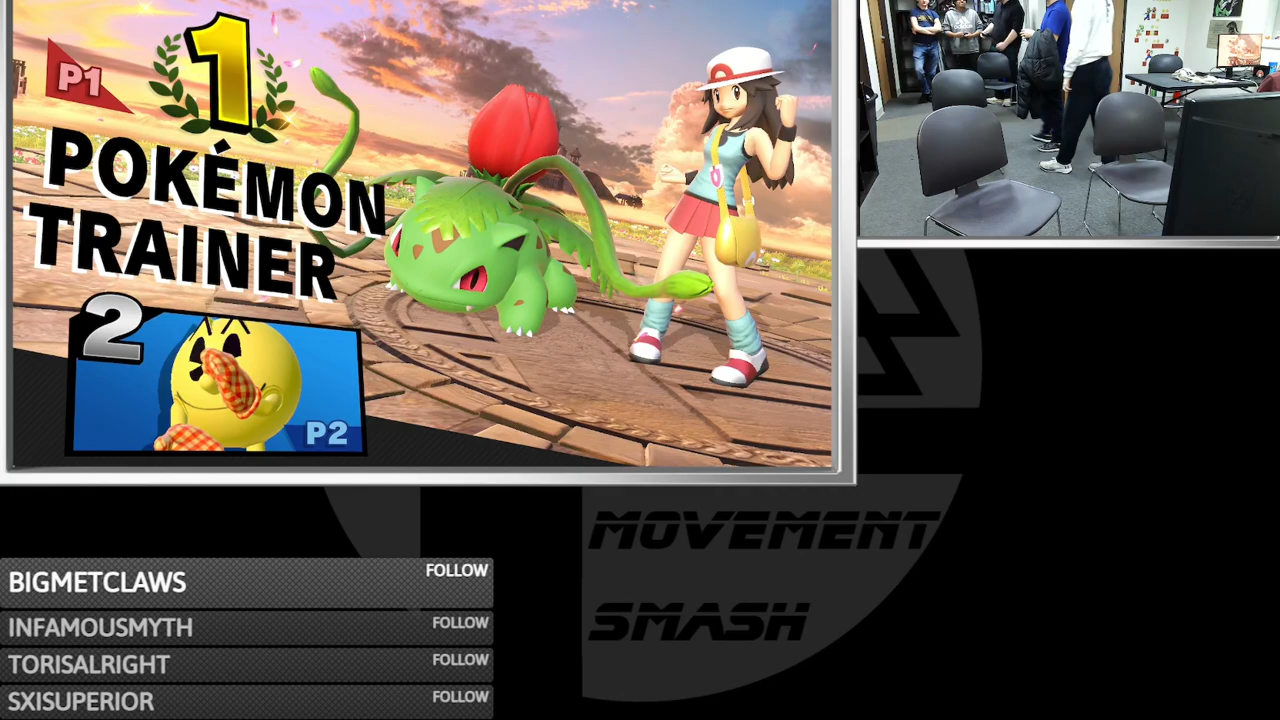 P1
1
POKÉMON
TRAINER
2
P2
MOVEMENT
SMASH
BIGMETCLAWS FOLLOW
INFAMOUSMYTH FOLLOW
TORISALRIGHT FOLLOW
SXISUPERIOR FOLLOW